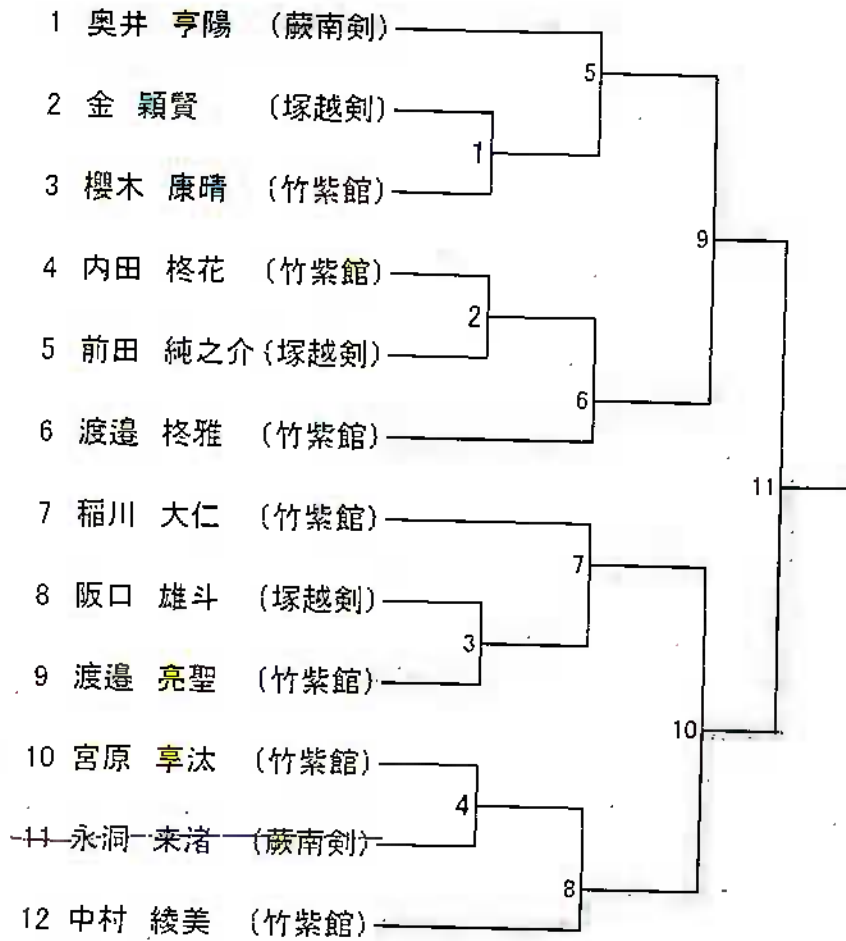 1 奥井 亨陽 (蕨南剣)
2 金 穎賢 (塚越剣)
3 櫻木 康晴 (竹紫館)
4 内田 柊花 (竹紫館)
5 前田 純之介 (塚越剣)
6 渡邉 柊雅 (竹紫館)
7 稲川 大仁 (竹紫館)
8 阪口 雄斗 (塚越剣)
9 渡邉 亮聖 (竹紫館)
10 宮原 享汰 (竹紫館)
11 永洞 来渚 (蕨南剣)
12 中村 綾美 (竹紫館)
5
1
9
2
6
11
7
3
10
4
8